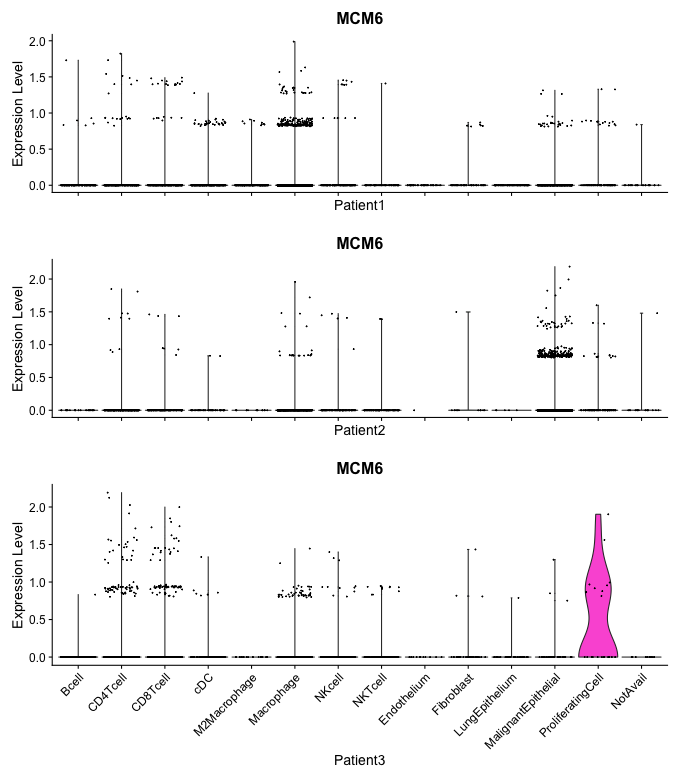 MCM6
Expression Level
2.0
1.5
1.0
0.5
0.0
Patient1
MCM6
Expression Level
2.0
1.5
1.0
0.5
0.0
Patient2
MCM6
Expression Level
2.0
1.5
1.0
0.5
0.0
Bcell
CD4Tcell
CD8Tcell
cDC
M2Macrophage
Macrophage
NKcell
NKTcell
Endothelium
Fibroblast
LungEpithelium
MalignantEpithelial
ProliferatingCell
NotAvail
Patient3